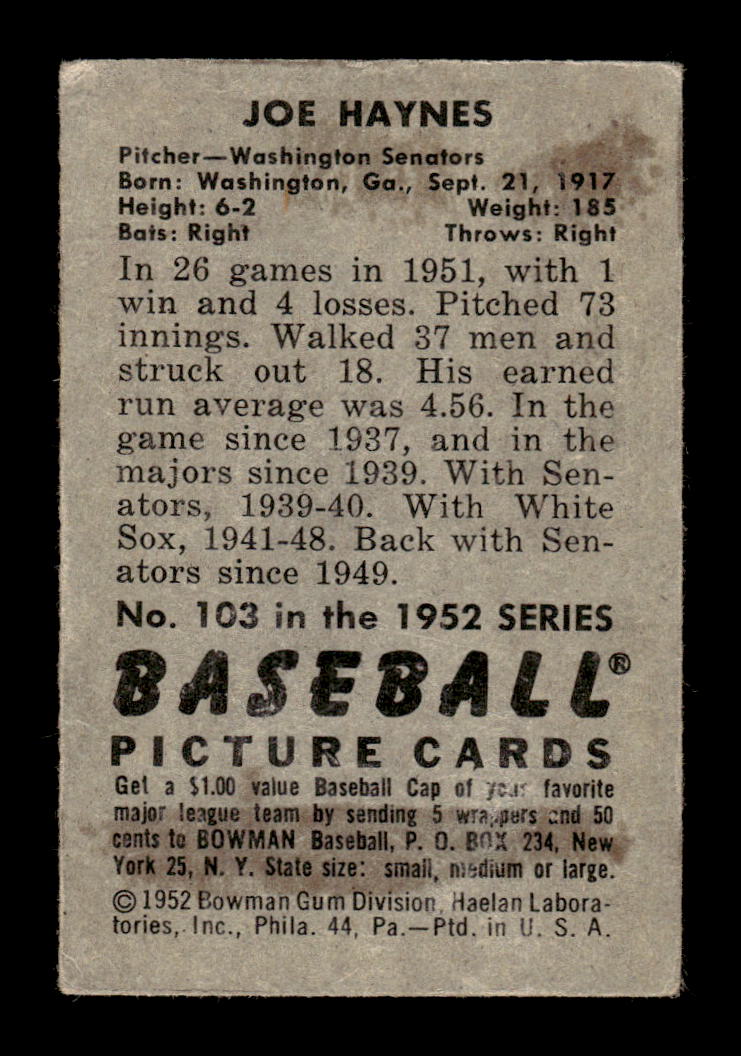 JOE HAYNES
Pitcher—Washington Senators
Born: Washington, Ga., Sept. 21, 1917
Height: 6-2 Weight: 185
Bats: Right Throws: Right
In 26 games in 1951, with 1
win and 4 losses. Pitched 73
innings. Walked 37 men and
struck out 18. His earned
run average was 4.56. In the
game since 1937, and in the
majors since 1939. With Sen-
ators, 1939-40. With White
Sox, 1941-48. Back with Sen-
ators since 1949.
No. 103 in the 1952 SERIES
BASEBALL®
PICTURE CARDS
Get a $1.00 value Baseball Cap of your favorite
major league team by sending 5 wrappers and 50
cents to BOWMAN Baseball, P. O. BOX 234, New
York 25, N. Y. State size: small, medium or large.
© 1952 Bowman Gum Division, Haelan Labora-
tories, Inc., Phila. 44, Pa.—Ptd. in U. S. A.